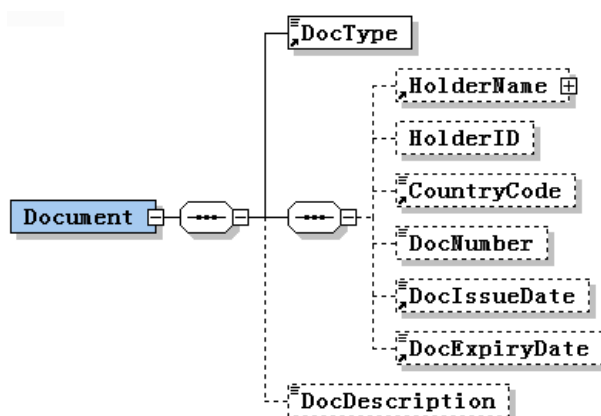 DocType
HolderName
HolderID
CountryCode
Document
DocNumber
DocIssueDate
DocExpiryDate
DocDescription